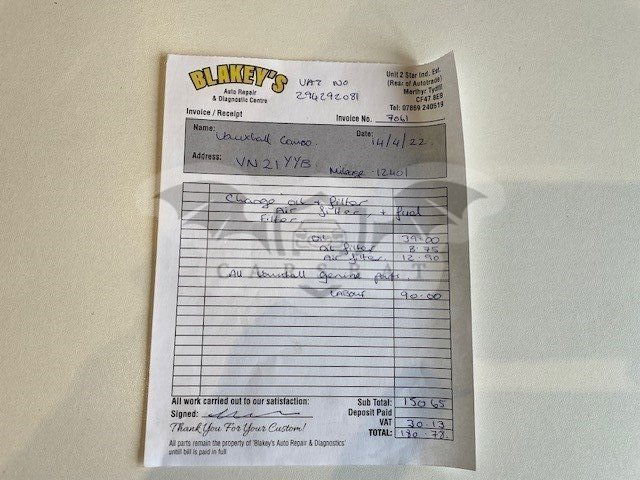 BLAKEY'S
Auto Repair
& Diagnostic Centre
VAT NO
294292081
Unit 2 Star Ind. Est.
(Rear of Autotrade)
Merthyr Tydfil
CF47 8E9
Tel: 07869 240519
Invoice / Receipt
Invoice No. 7061
Name: Vauxhall Combo.
Date: 14/4/22.
Address: VN21YYB. Mileage - 12401
Change oil + filter
Air filter, + fuel
Filter,
Oil 39.00
Oil filter 8.75
Air filter. 12.90
All Vauxhall genuine parts.
CARSPAT
Labour 90.00
All work carried out to our satisfaction:
Sub Total: 150.65
Signed:
Deposit Paid
Thank You For Your Custom!
VAT 30.13
TOTAL: 180.78.
All parts remain the property of 'Blakey's Auto Repair & Diagnostics'
until bill is paid in full